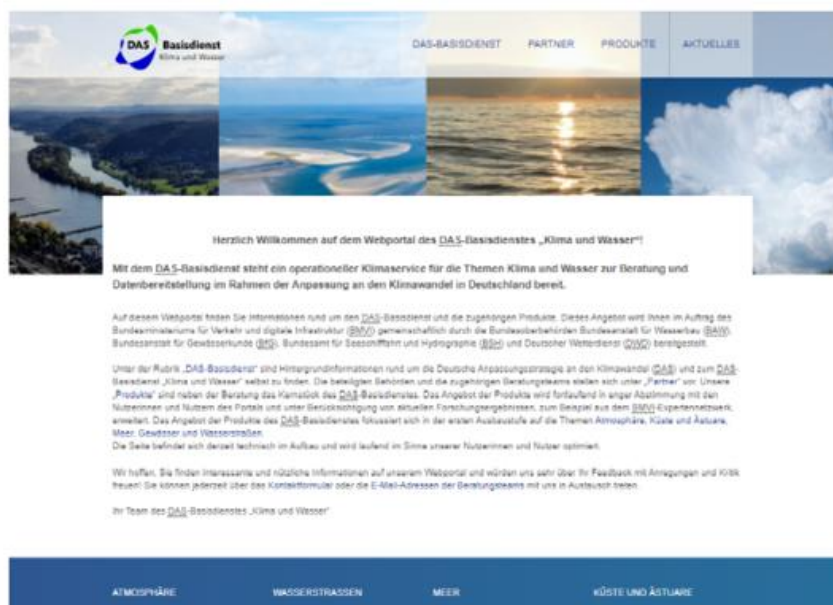 DAS Basisdienst
Klima und Wasser
DAS-BASISDIENST PARTNER PRODUKTE AKTUELLES
Herzlich Willkommen auf dem Webportal des DAS-Basisdienstes „Klima und Wasser“!
Mit dem DAS-Basisdienst steht ein operationeller Klimaservice für die Themen Klima und Wasser zur Beratung und
Datenbereitstellung im Rahmen der Anpassung an den Klimawandel in Deutschland bereit.
Auf diesem Webportal finden Sie Informationen rund um den DAS-Basisdienst und die zugehörigen Produkte. Dieses Angebot wird Ihnen im Auftrag des
Bundesministeriums für Verkehr und digitale Infrastruktur (BMVI) gemeinschaftlich durch die Bundesoberbehörden Bundesanstalt für Wasserbau (BAW),
Bundesanstalt für Gewässerkunde (BfG), Bundesamt für Seeschifffahrt und Hydrographie (BSH) und Deutscher Wetterdienst (DWD) bereitgestellt.
Unter der Rubrik „DAS-Basisdienst“ sind Hintergrundinformationen rund um die Deutsche Anpassungsstrategie an den Klimawandel (DAS) und zum DAS-
Basisdienst „Klima und Wasser“ selbst zu finden. Die beteiligten Behörden und die zugehörigen Beratungsteams stellen sich unter „Partner“ vor. Unsere
„Produkte“ sind neben der Beratung das Kernstück des DAS-Basisdienstes. Das Angebot der Produkte wird fortlaufend in enger Abstimmung mit den
Nutzerinnen und Nutzern des Portals und unter Berücksichtigung von aktuellen Forschungsergebnissen, zum Beispiel aus dem BMVI-Expertennetzwerk,
erweitert. Das Angebot der Produkte des DAS-Basisdienstes fokussiert sich in der ersten Ausbaustufe auf die Themen Atmosphäre, Küste und Ästuare,
Meer, Gewässer und Wasserstraßen.
Die Seite befindet sich derzeit technisch im Aufbau und wird laufend im Sinne unserer Nutzerinnen und Nutzer optimiert.
Wir hoffen, Sie finden interessante und nützliche Informationen auf unserem Webportal und würden uns sehr über Ihr Feedback mit Anregungen und Kritik
freuen! Sie können jederzeit über das Kontaktformular oder die E-Mail-Adressen der Beratungsteams mit uns in Austausch treten.
Ihr Team des DAS-Basisdienstes „Klima und Wasser“
ATMOSPHÄRE WASSERSTRASSEN MEER KÜSTE UND ÄSTUARE